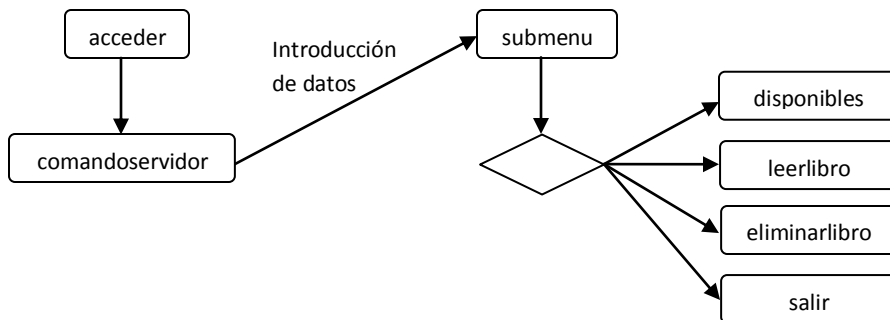 acceder
comandoservidor
Introducción
de datos
submenu
disponibles
leerlibro
eliminarlibro
salir